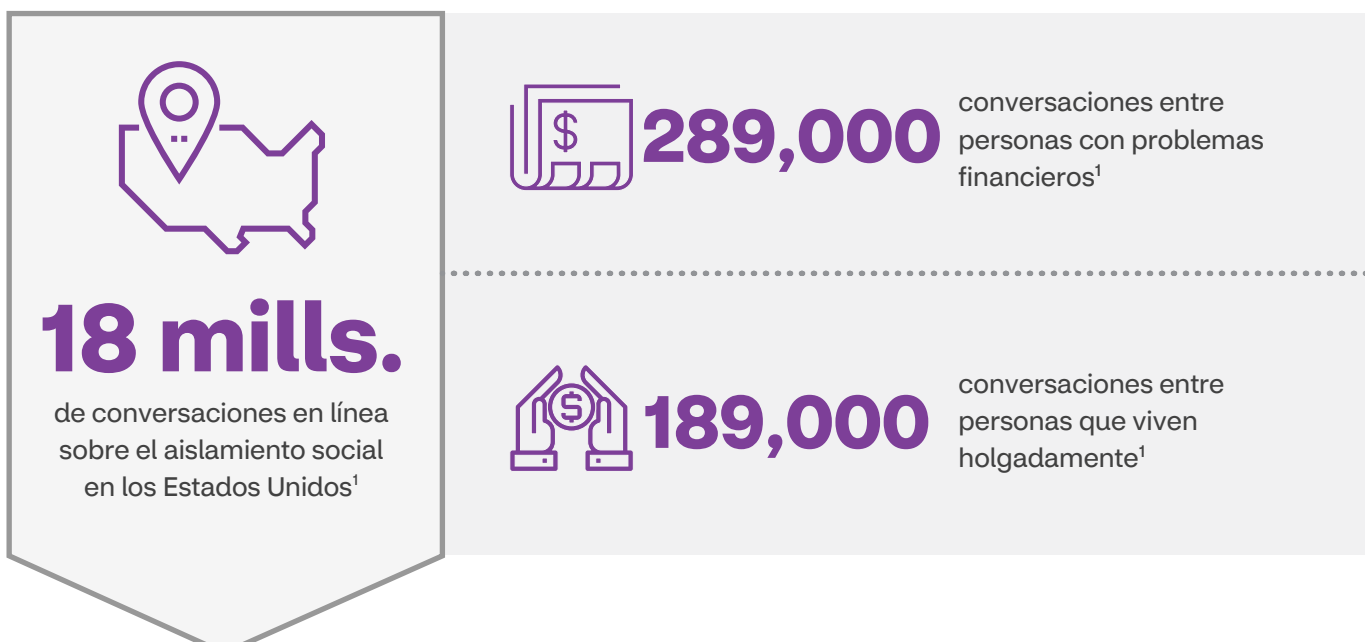 18 mills.
de conversaciones en línea
sobre el aislamiento social
en los Estados Unidos¹
$
289,000
conversaciones entre
personas con problemas
financieros¹
$
189,000
conversaciones entre
personas que viven
holgadamente¹